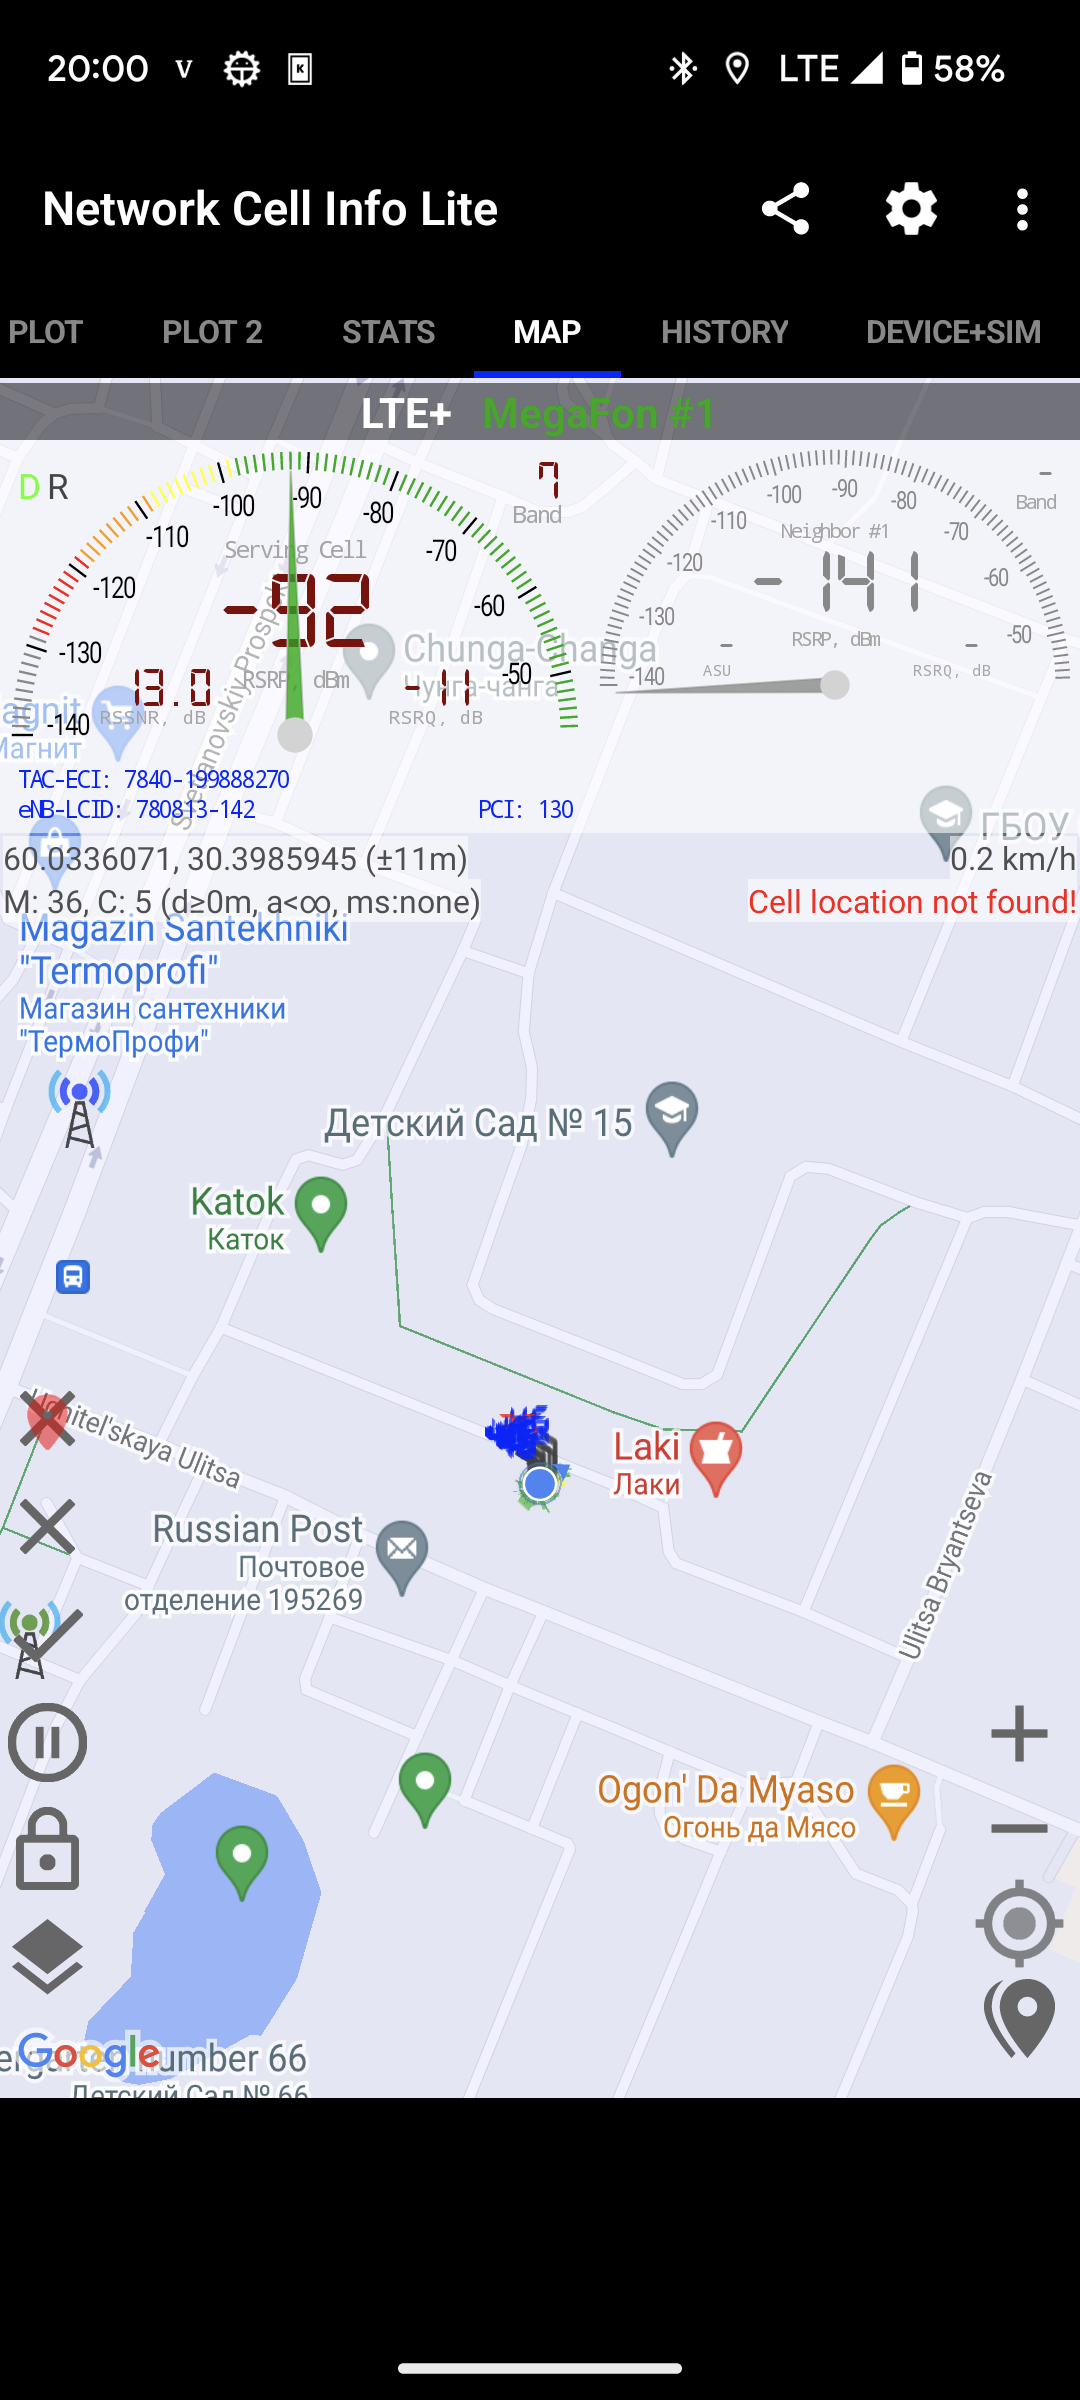 20:00 V K LTE 58%
Network Cell Info Lite
PLOT PLOT 2 STATS MAP HISTORY DEVICE+SIM
LTE+ MegaFon #1
D R
-140 -130 -120 -110 -100 -90 -80 -70 -60 -50
7
Band
Serving Cell
-92
RSRP, dBm
13.0
RSSNR, dB
-11
RSRQ, dB
-140 -130 -120 -110 -100 -90 -80 -70 -60 -50
-
Band
Neighbor #1
-141
RSRP, dBm
-
ASU
-
RSRQ, dB
Chunga-Changa
Чунга-чанга
agnit
Магнит
TAC-ECI: 7840-199888270
eNB-LCID: 780813-142 PCI: 130
ГБОУ
60.0336071, 30.3985945 (±11m) 0.2 km/h
M: 36, C: 5 (d≥0m, a<∞, ms:none) Cell location not found!
Magazin Santekhniki
"Termoprofi"
Магазин сантехники
"ТермоПрофи"
Детский Сад № 15
Katok
Каток
Ulitsa
Laki
Лаки
Russian Post
Почтовое
отделение 195269
Ulitsa Bryantseva
Ogon' Da Myaso
Огонь да Мясо
Google
number 66
Детский Сад № 66